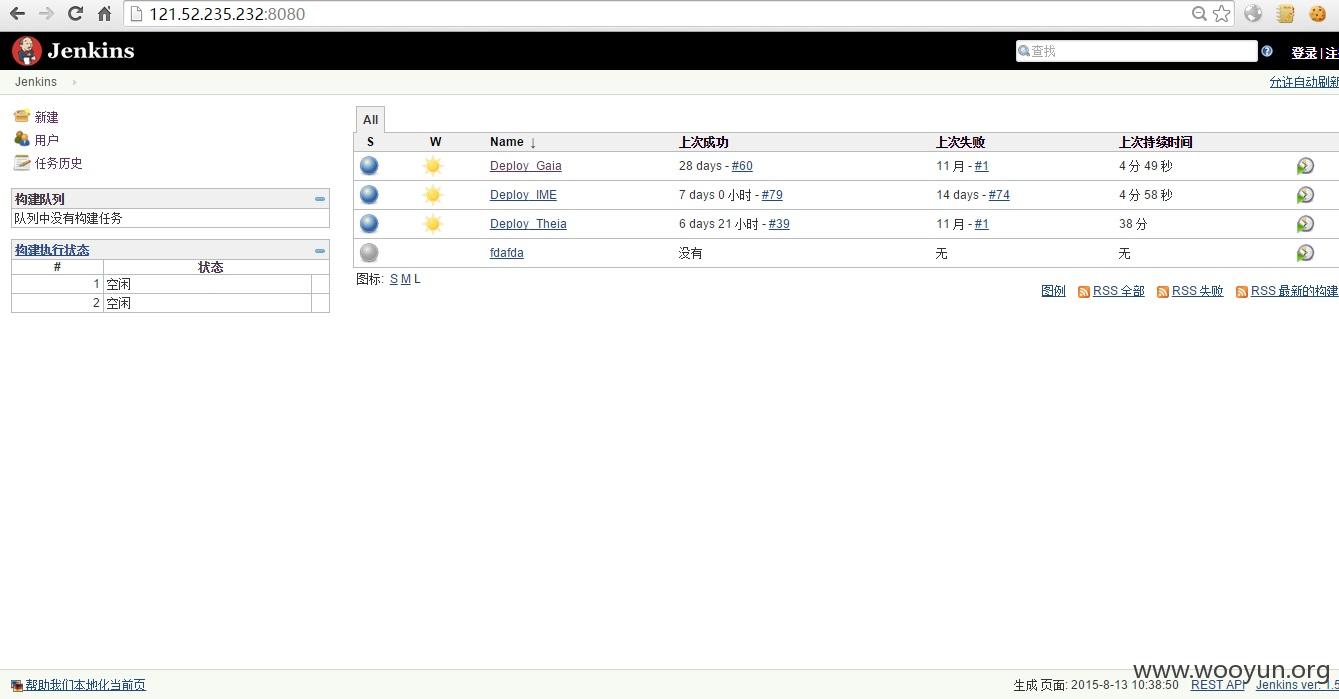 121.52.235.232:8080
Jenkins
查找
登录 | 注
Jenkins
允许自动刷新
新建
用户
任务历史
构建队列
队列中没有构建任务
构建执行状态
# 状态
1 空闲
2 空闲
All
S W Name ↓ 上次成功 上次失败 上次持续时间
Deploy_Gaia 28 days - #60 11 月 - #1 4 分 49 秒
Deploy_IME 7 days 0 小时 - #79 14 days - #74 4 分 58 秒
Deploy_Theia 6 days 21 小时 - #39 11 月 - #1 38 分
fdafda 没有 无 无
图标: S M L
图例 RSS 全部 RSS 失败 RSS 最新的构建
www.wooyun.org
帮助我们本地化当前页
生成 页面: 2015-8-13 10:38:50 REST API Jenkins ver. 1.5